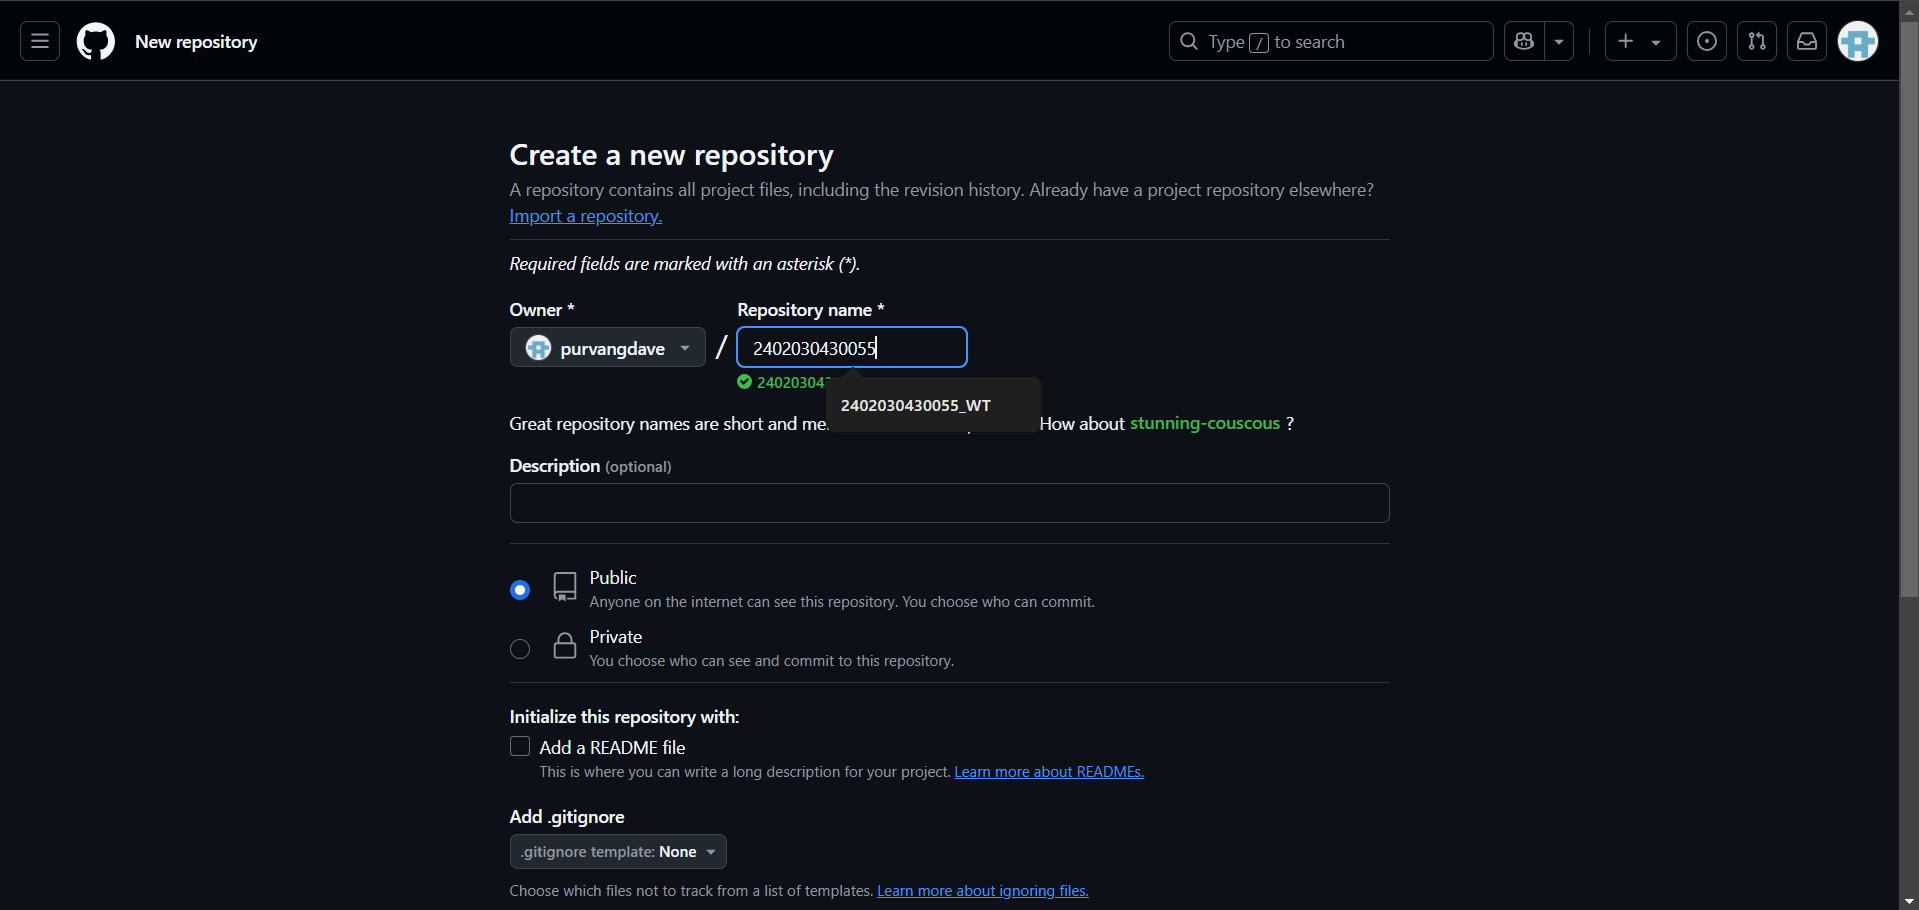 New repository
Type / to search
Create a new repository
A repository contains all project files, including the revision history. Already have a project repository elsewhere?
Import a repository.
Required fields are marked with an asterisk (*).
Owner * Repository name *
purvangdave / 2402030430055
24020304
2402030430055_WT
Great repository names are short and How about stunning-couscous ?
Description (optional)
Public
Anyone on the internet can see this repository. You choose who can commit.
Private
You choose who can see and commit to this repository.
Initialize this repository with:
Add a README file
This is where you can write a long description for your project. Learn more about READMEs.
Add .gitignore
.gitignore template: None
Choose which files not to track from a list of templates. Learn more about ignoring files.